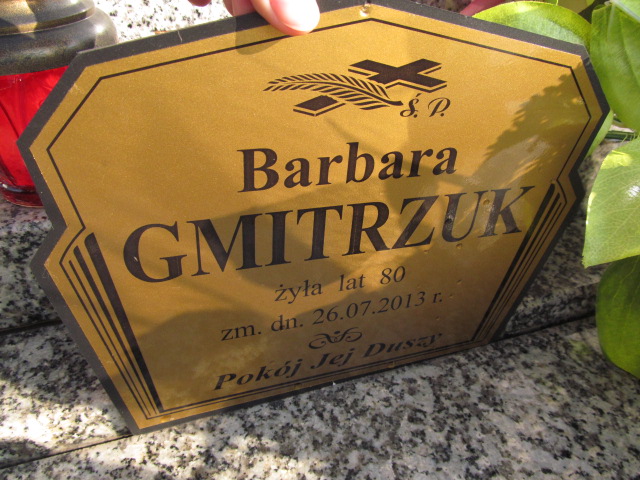 Ś. P.
Barbara
GMITRZUK
żyła lat 80
zm. dn. 26.07.2013 r.
Pokój Jej Duszy